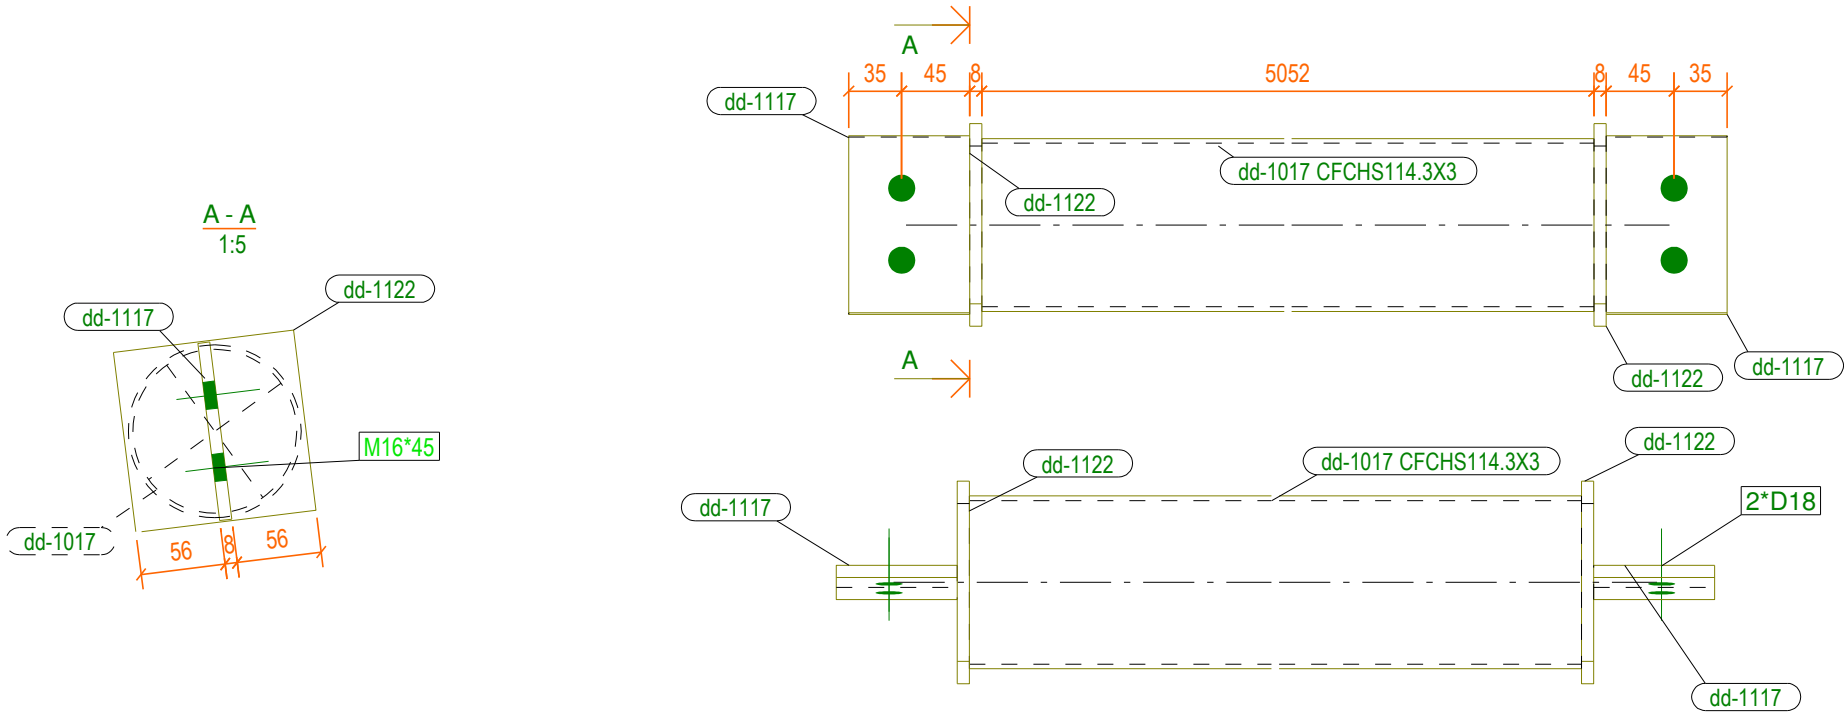 A
35 45 8 5052 8 45 35
dd-1117
dd-1017 CFCHS114.3X3
dd-1122
A - A
1:5
dd-1122
dd-1117
A
dd-1117
dd-1122
M16*45
dd-1122
dd-1017 CFCHS114.3X3
dd-1122
dd-1117
2*D18
dd-1017
56 8 56
dd-1117